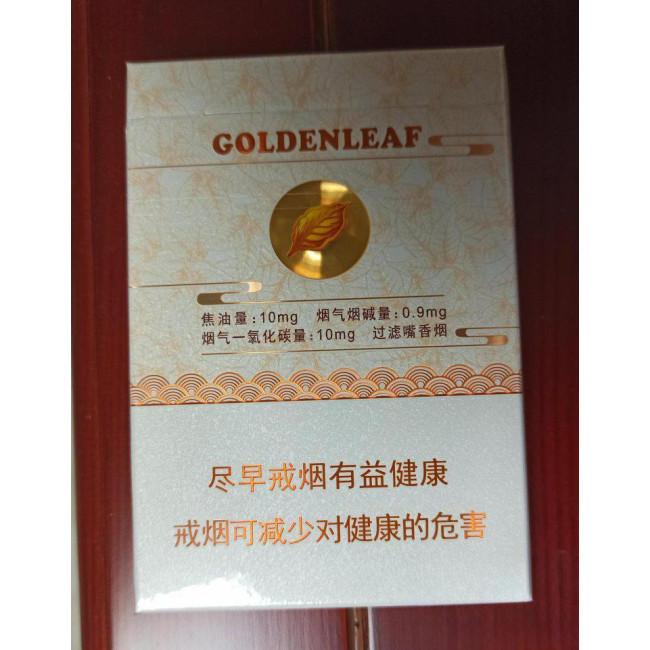 GOLDENLEAF
焦油量:10mg 烟气烟碱量:0.9mg
烟气一氧化碳量:10mg 过滤嘴香烟
尽早戒烟有益健康
戒烟可减少对健康的危害